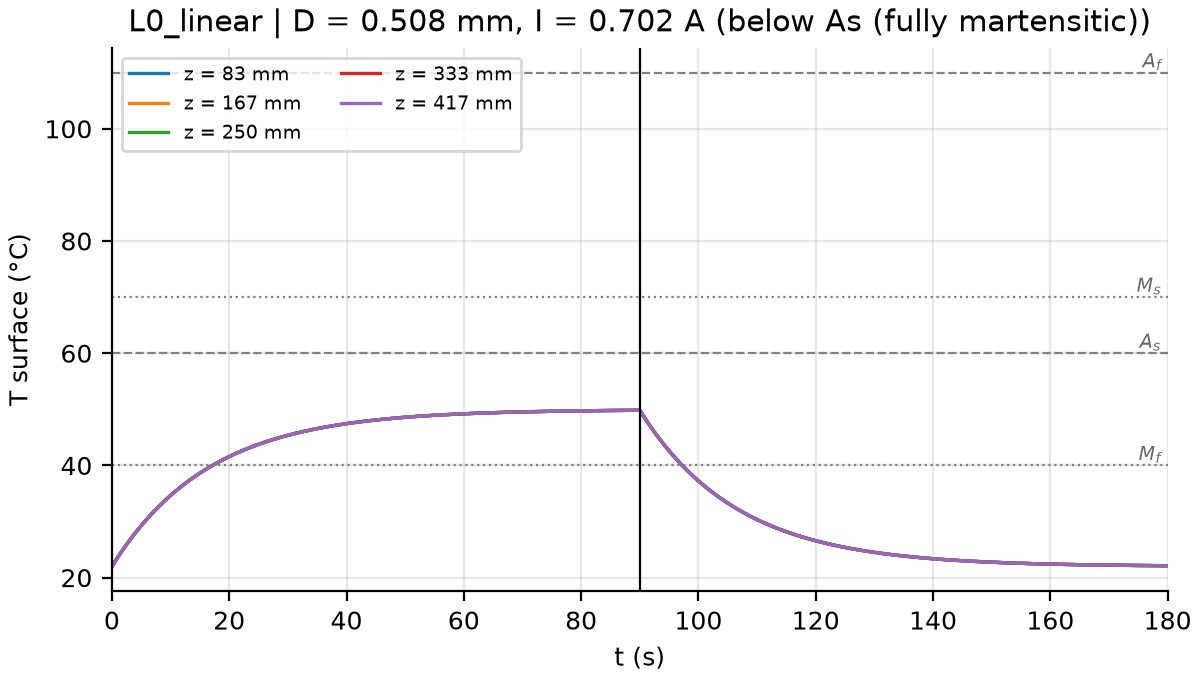 L0_linear | D = 0.508 mm, I = 0.702 A (below As (fully martensitic))
z = 83 mm
z = 167 mm
z = 250 mm
z = 333 mm
z = 417 mm
A_f
M_s
A_s
M_f
T surface (°C)
100
80
60
40
20
0 20 40 60 80 100 120 140 160 180
t (s)